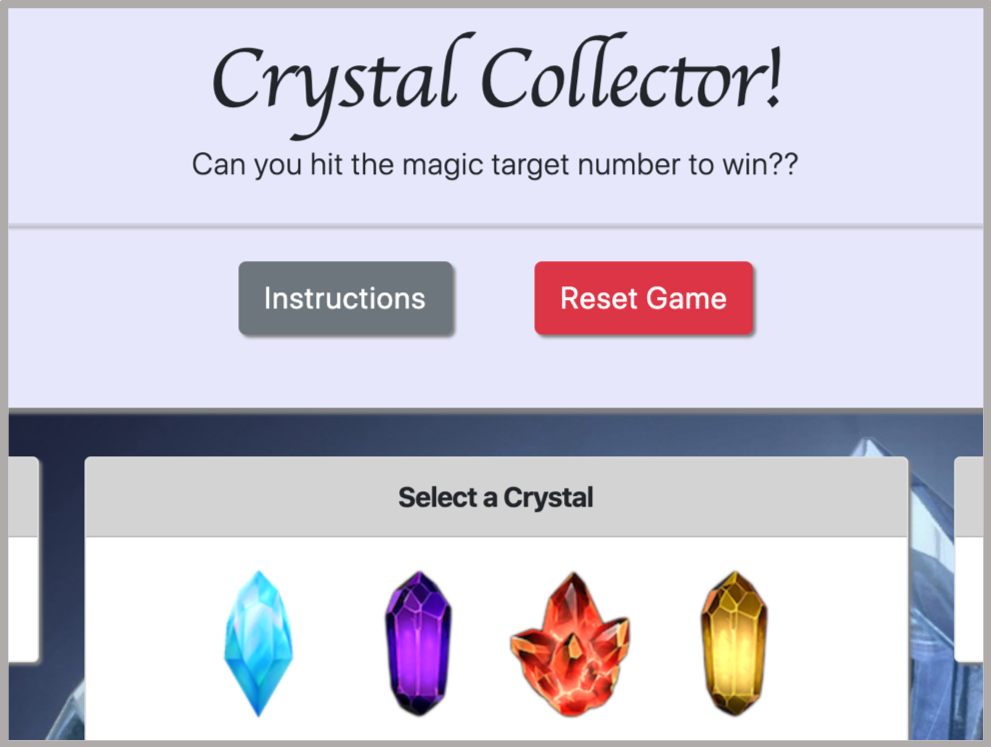 Crystal Collector!
Can you hit the magic target number to win??
Instructions
Reset Game
Select a Crystal